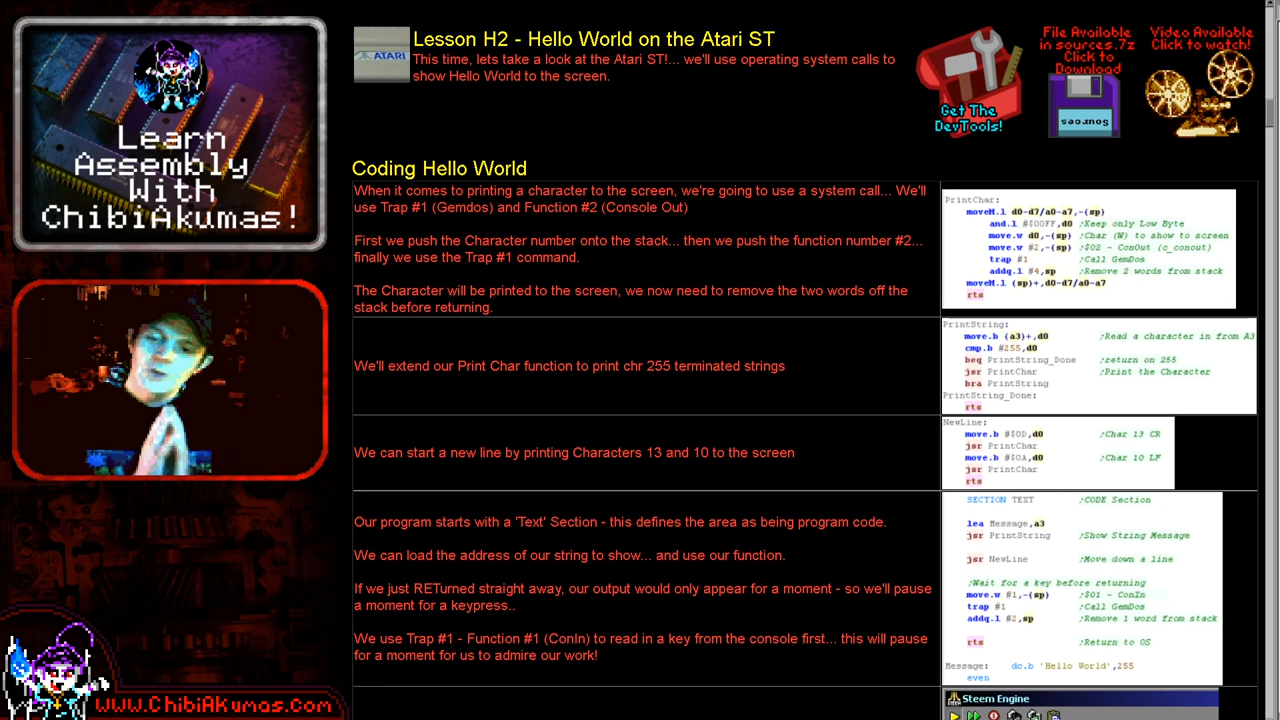 Learn
Assembly
With
ChibiAkumas!
www.ChibiAkumas.com
ATARI
Lesson H2 - Hello World on the Atari ST
This time, lets take a look at the Atari ST!... we'll use operating system calls to
show Hello World to the screen.
Get The
DevTools!
File Available
in sources.7z
Click to
Download
Sources
Video Available
Click to watch!
Coding Hello World
When it comes to printing a character to the screen, we're going to use a system call... We'll
use Trap #1 (Gemdos) and Function #2 (Console Out)
First we push the Character number onto the stack... then we push the function number #2...
finally we use the Trap #1 command.
The Character will be printed to the screen, we now need to remove the two words off the
stack before returning.
PrintChar:
moveM.l d0-d7/a0-a7,-(sp)
and.l #$00FF,d0 ;Keep only Low Byte
move.w d0,-(sp) ;Char (W) to show to screen
move.w #2,-(sp) ;$02 - ConOut (c_conout)
trap #1 ;Call GemDos
addq.l #4,sp ;Remove 2 words from stack
moveM.l (sp)+,d0-d7/a0-a7
rts
We'll extend our Print Char function to print chr 255 terminated strings
PrintString:
move.b (a3)+,d0 ;Read a character in from A3
cmp.b #255,d0
beq PrintString_Done ;return on 255
jsr PrintChar ;Print the Character
bra PrintString
PrintString_Done:
rts
We can start a new line by printing Characters 13 and 10 to the screen
NewLine:
move.b #$0D,d0 ;Char 13 CR
jsr PrintChar
move.b #$0A,d0 ;Char 10 LF
jsr PrintChar
rts
Our program starts with a 'Text' Section - this defines the area as being program code.
We can load the address of our string to show... and use our function.
If we just RETurned straight away, our output would only appear for a moment - so we'll pause
a moment for a keypress..
We use Trap #1 - Function #1 (ConIn) to read in a key from the console first... this will pause
for a moment for us to admire our work!
SECTION TEXT ;CODE Section
lea Message,a3
jsr PrintString ;Show String Message
jsr NewLine ;Move down a line
;Wait for a key before returning
move.w #1,-(sp) ;$01 - ConIn
trap #1 ;Call GemDos
addq.l #2,sp ;Remove 1 word from stack
rts ;Return to OS
Message: dc.b 'Hello World',255
even
Steem Engine